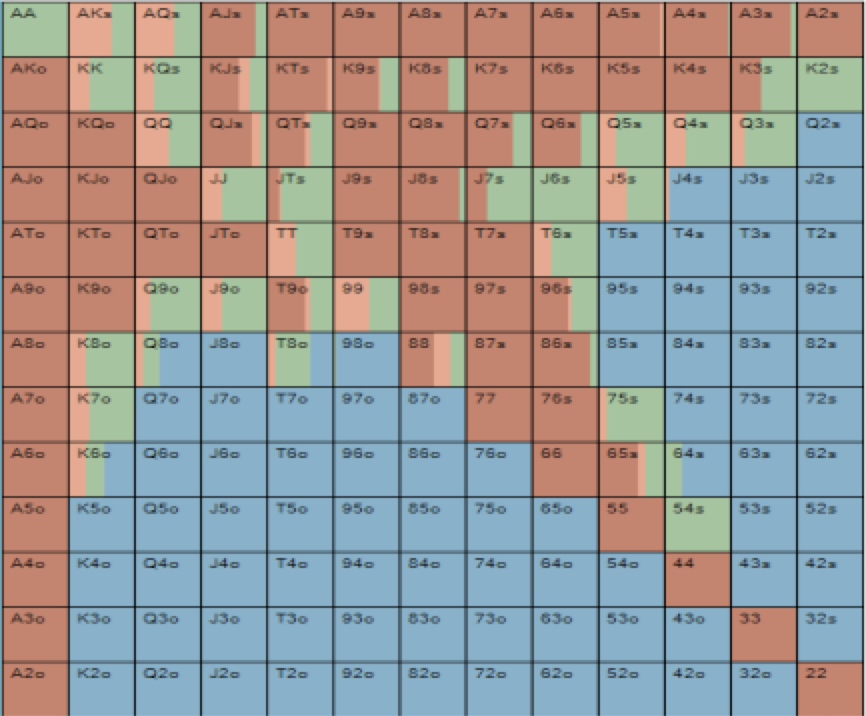 AA AKs AQs AJs ATs A9s A8s A7s A6s A5s A4s A3s A2s
AKo KK KQs KJs KTs K9s K8s K7s K6s K5s K4s K3s K2s
AQo KQo QQ QJs QTs Q9s Q8s Q7s Q6s Q5s Q4s Q3s Q2s
AJo KJo QJo JJ JTs J9s J8s J7s J6s J5s J4s J3s J2s
ATo KTo QTo JTo TT T9s T8s T7s T6s T5s T4s T3s T2s
A9o K9o Q9o J9o T9o 99 98s 97s 96s 95s 94s 93s 92s
A8o K8o Q8o J8o T8o 98o 88 87s 86s 85s 84s 83s 82s
A7o K7o Q7o J7o T7o 97o 87o 77 76s 75s 74s 73s 72s
A6o K6o Q6o J6o T6o 96o 86o 76o 66 65s 64s 63s 62s
A5o K5o Q5o J5o T5o 95o 85o 75o 65o 55 54s 53s 52s
A4o K4o Q4o J4o T4o 94o 84o 74o 64o 54o 44 43s 42s
A3o K3o Q3o J3o T3o 93o 83o 73o 63o 53o 43o 33 32s
A2o K2o Q2o J2o T2o 92o 82o 72o 62o 52o 42o 32o 22